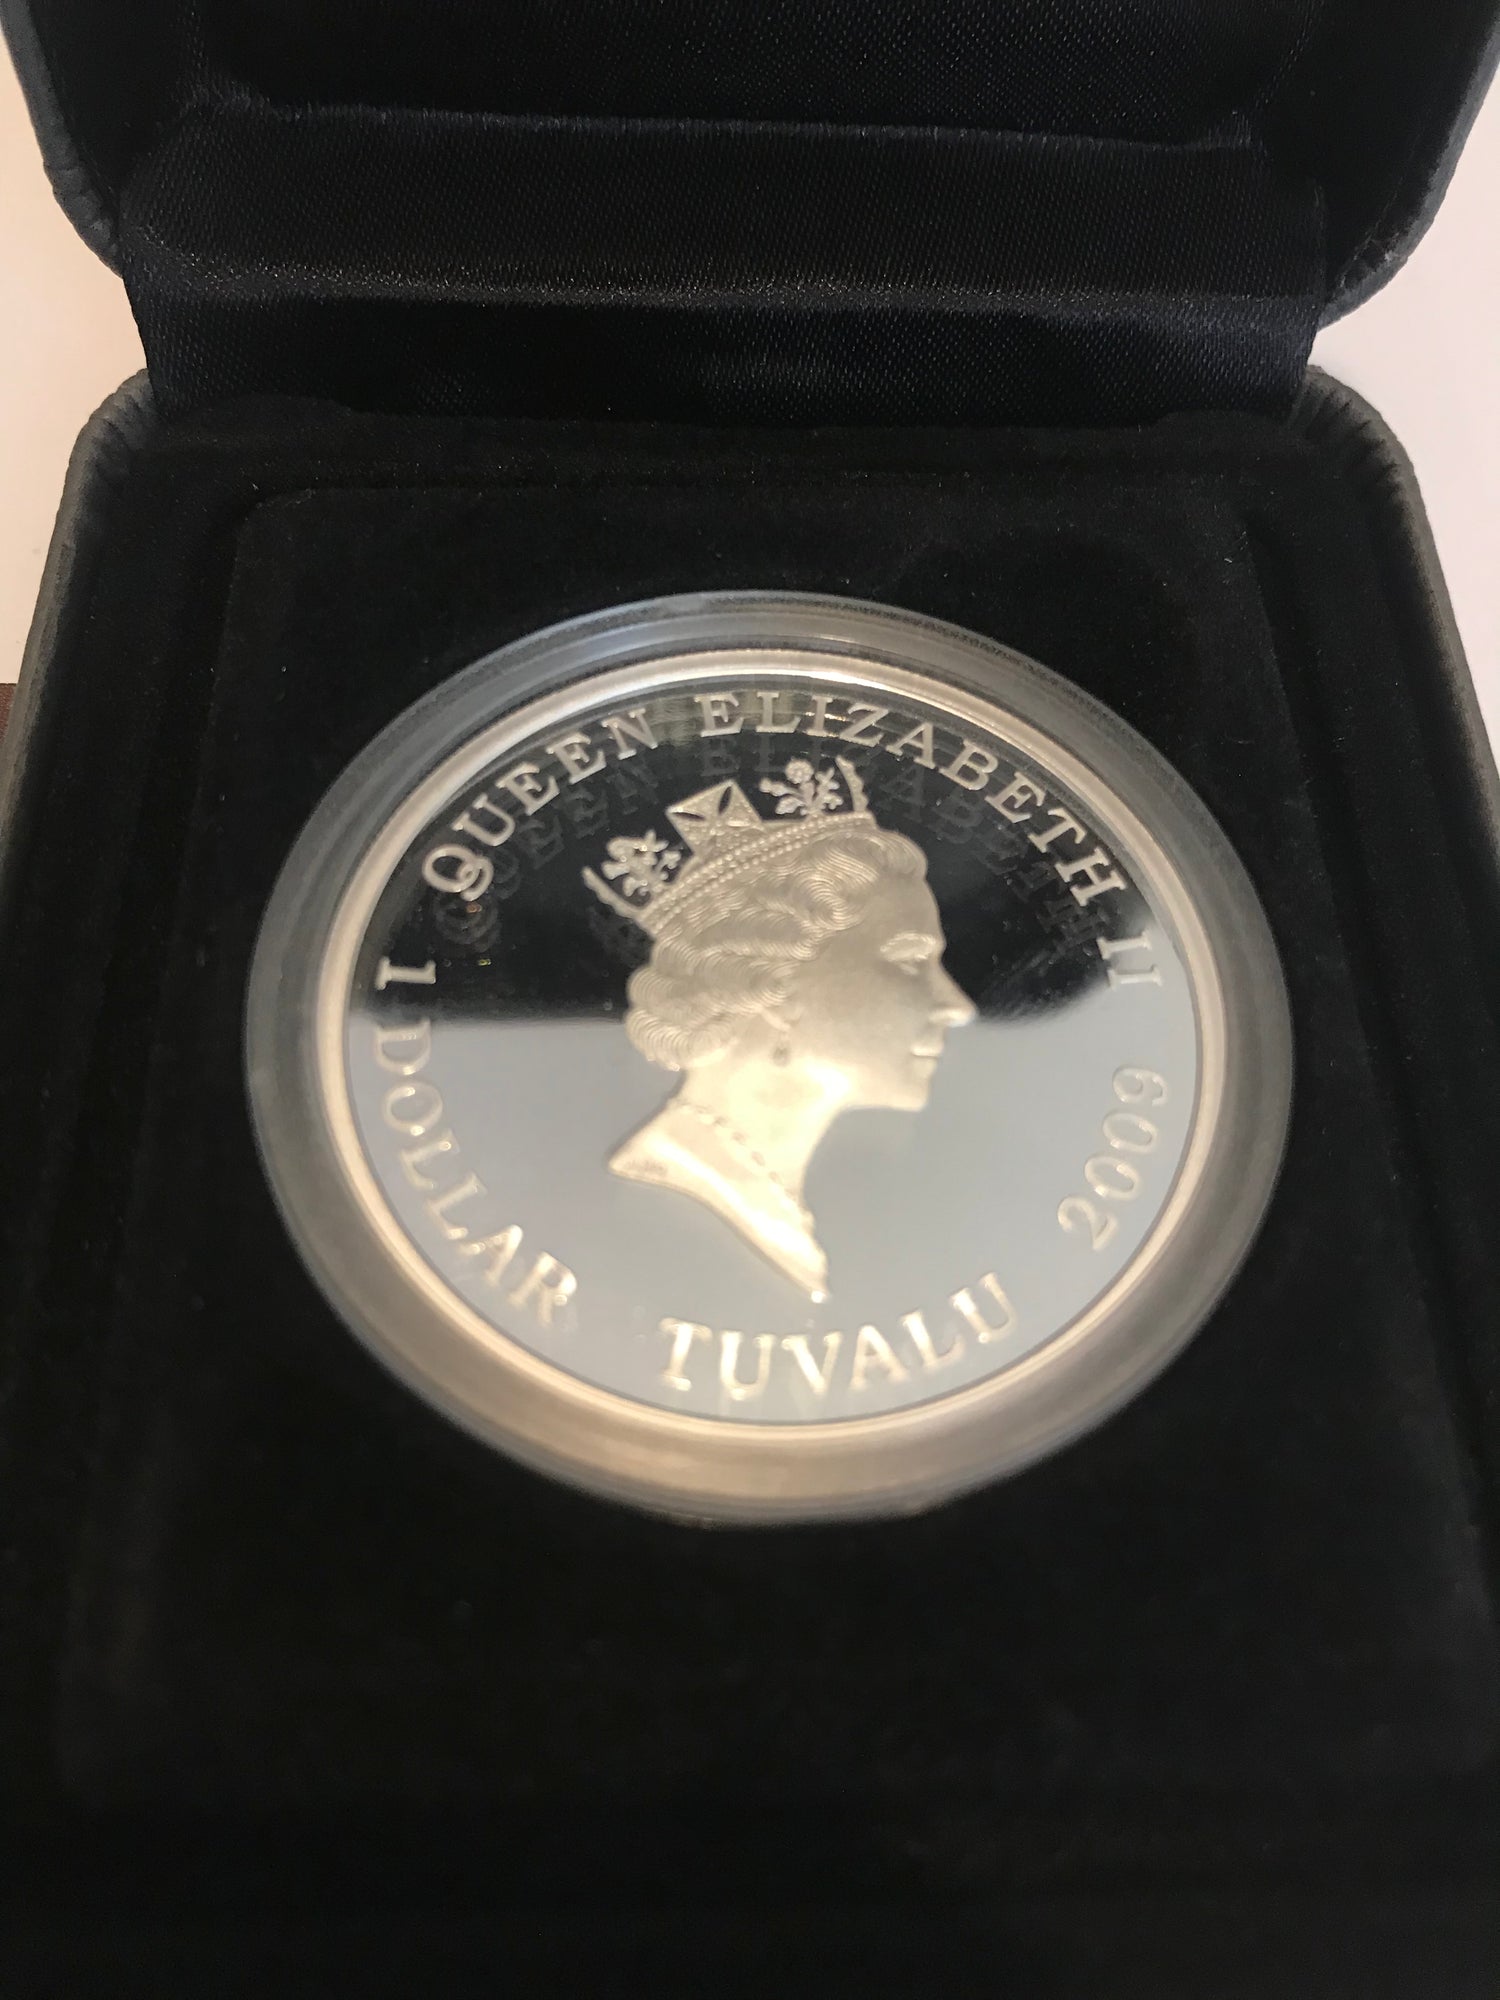 QUEEN ELIZABETH II
2009
TUVALU
1 DOLLAR